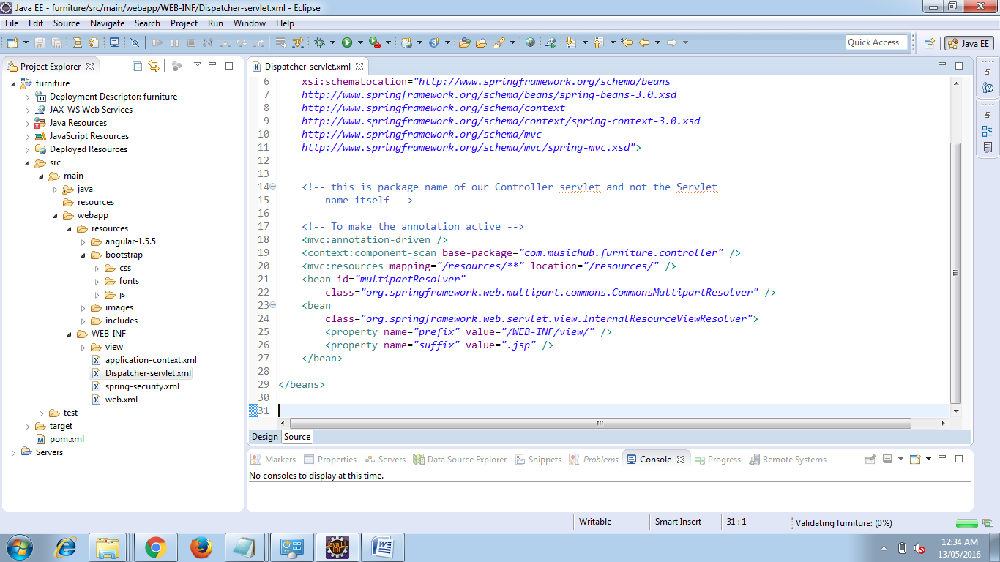 Java EE - furniture/src/main/webapp/WEB-INF/Dispatcher-servlet.xml - Eclipse
File Edit Source Navigate Search Project Run Window Help
Quick Access
Java EE
Project Explorer
furniture
Deployment Descriptor: furniture
JAX-WS Web Services
Java Resources
JavaScript Resources
Deployed Resources
src
main
java
resources
webapp
resources
angular-1.5.5
bootstrap
css
fonts
js
images
includes
WEB-INF
view
application-context.xml
Dispatcher-servlet.xml
spring-security.xml
web.xml
test
target
pom.xml
Servers
Dispatcher-servlet.xml
6 xsi:schemaLocation="http://www.springframework.org/schema/beans
7 http://www.springframework.org/schema/beans/spring-beans-3.0.xsd
8 http://www.springframework.org/schema/context
9 http://www.springframework.org/schema/context/spring-context-3.0.xsd
10 http://www.springframework.org/schema/mvc
11 http://www.springframework.org/schema/mvc/spring-mvc.xsd">
12
13
14 <!-- this is package name of our Controller servlet and not the Servlet
15 name itself -->
16
17 <!-- To make the annotation active -->
18 <mvc:annotation-driven />
19 <context:component-scan base-package="com.musichub.furniture.controller" />
20 <mvc:resources mapping="/resources/**" location="/resources/" />
21 <bean id="multipartResolver"
22 class="org.springframework.web.multipart.commons.CommonsMultipartResolver" />
23 <bean
24 class="org.springframework.web.servlet.view.InternalResourceViewResolver">
25 <property name="prefix" value="/WEB-INF/view/" />
26 <property name="suffix" value=".jsp" />
27 </bean>
28
29 </beans>
30
31
Design Source
Markers Properties Servers Data Source Explorer Snippets Problems Console Progress Remote Systems
No consoles to display at this time.
Writable Smart Insert 31 : 1 Validating furniture: (0%)
Java EE
IDE
12:34 AM
13/05/2016